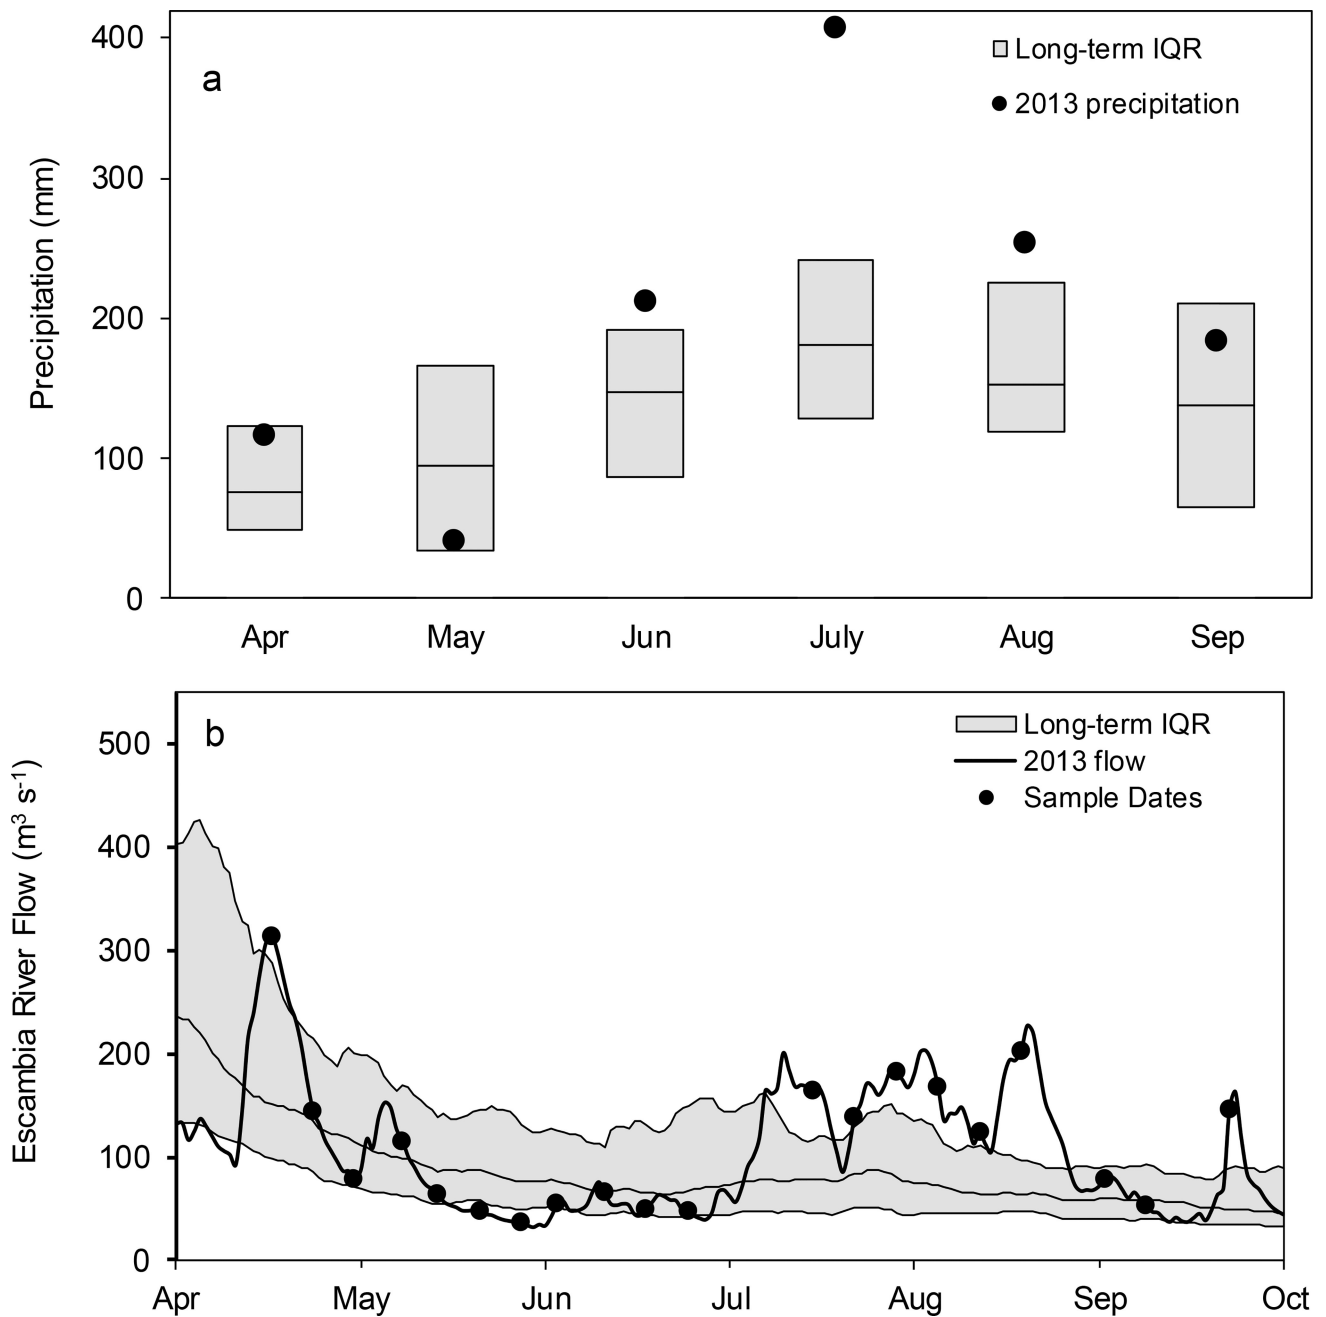 a
Long-term IQR
2013 precipitation
Precipitation (mm)
400
300
200
100
0
Apr May Jun July Aug Sep
b
Long-term IQR
2013 flow
Sample Dates
Escambia River Flow (m³ s⁻¹)
500
400
300
200
100
0
Apr May Jun Jul Aug Sep Oct